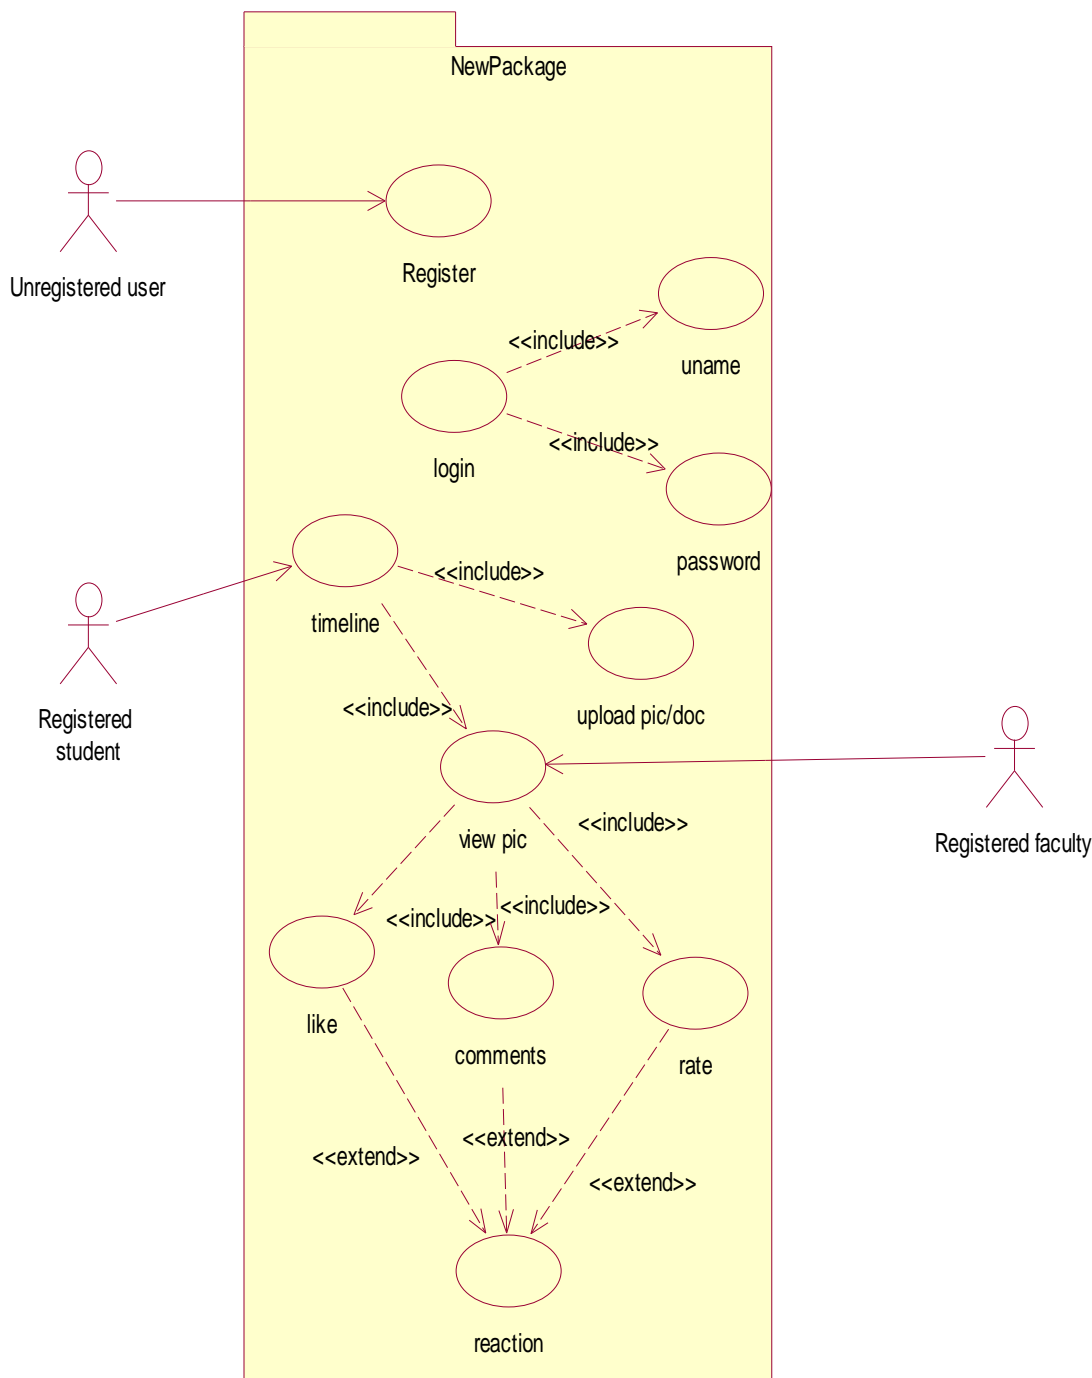 NewPackage
Register
Unregistered user
<<include>>
uname
<<include>>
login
password
<<include>>
timeline
<<include>>
upload pic/doc
Registered
student
<<include>>
view pic
Registered faculty
<<include>>
<<include>>
like
comments
rate
<<extend>>
<<extend>>
<<extend>>
reaction